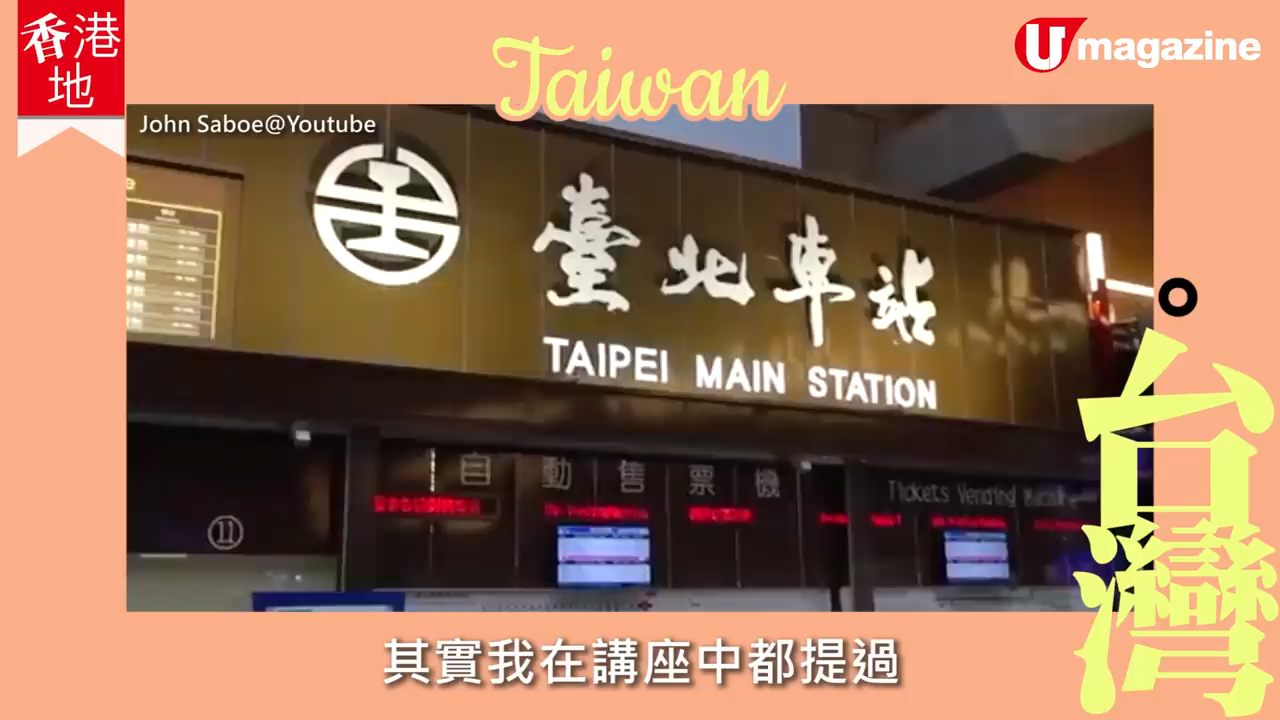 香港
地
U magazine
Taiwan
John Saboe@Youtube
臺北車站
TAIPEI MAIN STATION
自動售票機
Tickets Vending
⑪
台灣
其實我在講座中都提過